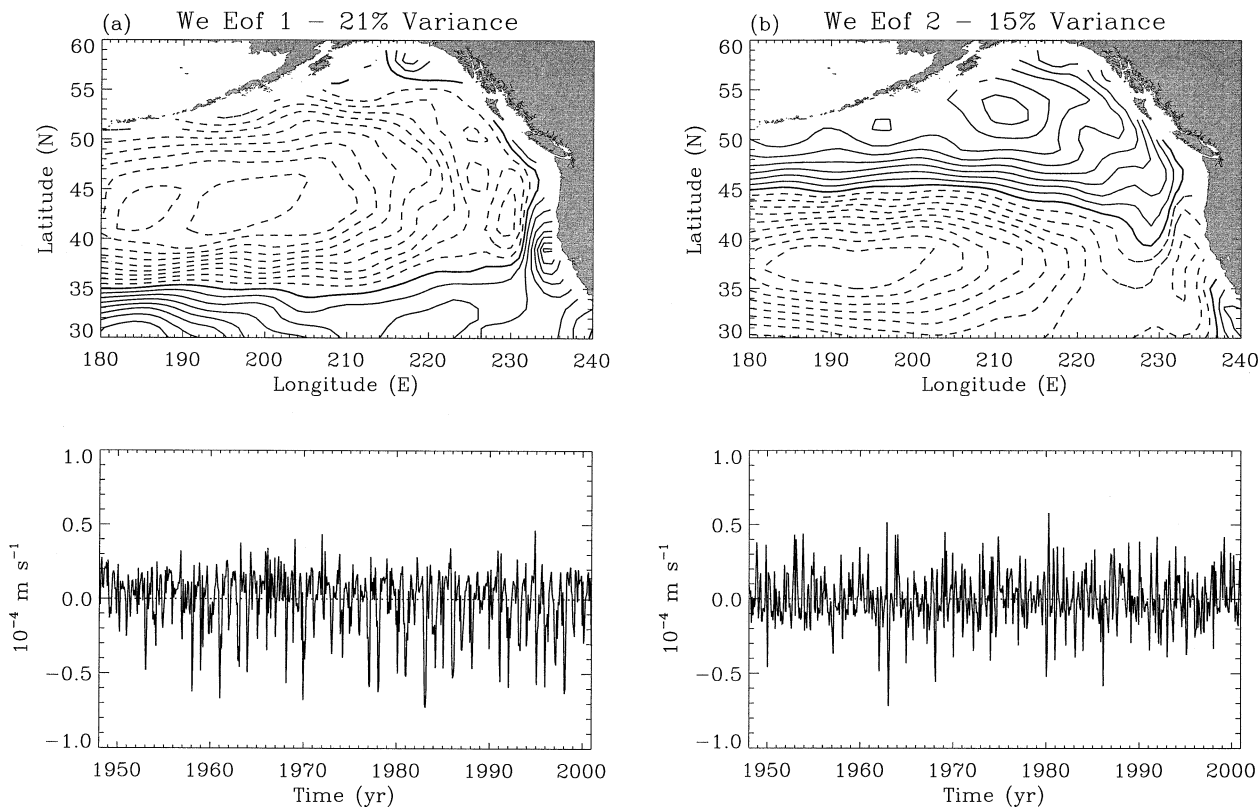 (a) We Eof 1 – 21% Variance
60
55
50
45
40
35
30
Latitude (N)
180 190 200 210 220 230 240
Longitude (E)
(b) We Eof 2 – 15% Variance
60
55
50
45
40
35
30
Latitude (N)
180 190 200 210 220 230 240
Longitude (E)
1.0
0.5
0.0
−0.5
−1.0
10⁻⁴ m s⁻¹
1950 1960 1970 1980 1990 2000
Time (yr)
1.0
0.5
0.0
−0.5
−1.0
10⁻⁴ m s⁻¹
1950 1960 1970 1980 1990 2000
Time (yr)